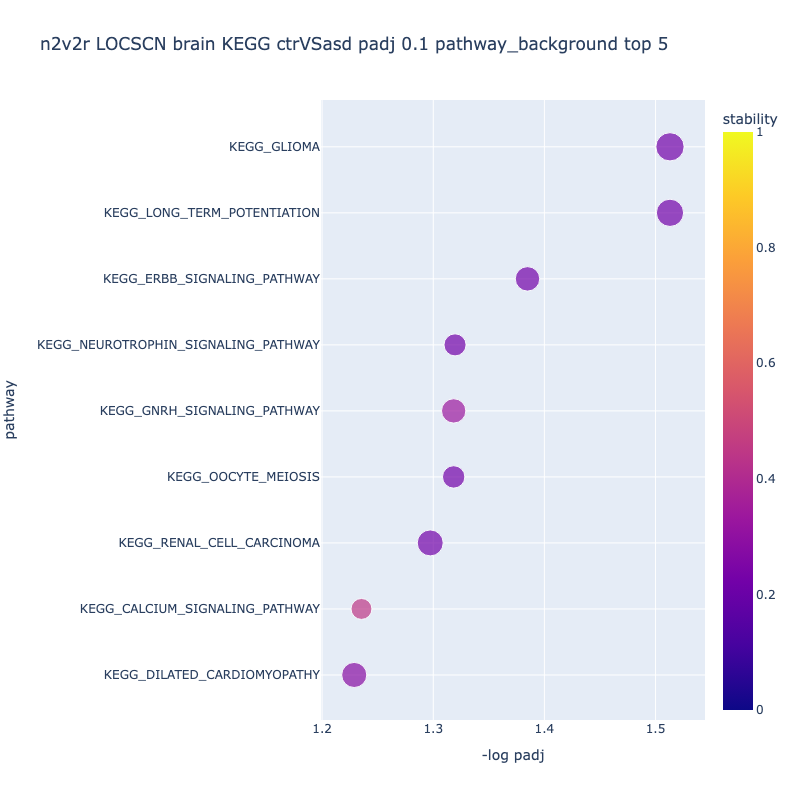 n2v2r LOCSCN brain KEGG ctrVSasd padj 0.1 pathway_background top 5
stability
1
0.8
0.6
0.4
0.2
0
pathway
KEGG_GLIOMA
KEGG_LONG_TERM_POTENTIATION
KEGG_ERBB_SIGNALING_PATHWAY
KEGG_NEUROTROPHIN_SIGNALING_PATHWAY
KEGG_GNRH_SIGNALING_PATHWAY
KEGG_OOCYTE_MEIOSIS
KEGG_RENAL_CELL_CARCINOMA
KEGG_CALCIUM_SIGNALING_PATHWAY
KEGG_DILATED_CARDIOMYOPATHY
1.2 1.3 1.4 1.5
-log padj